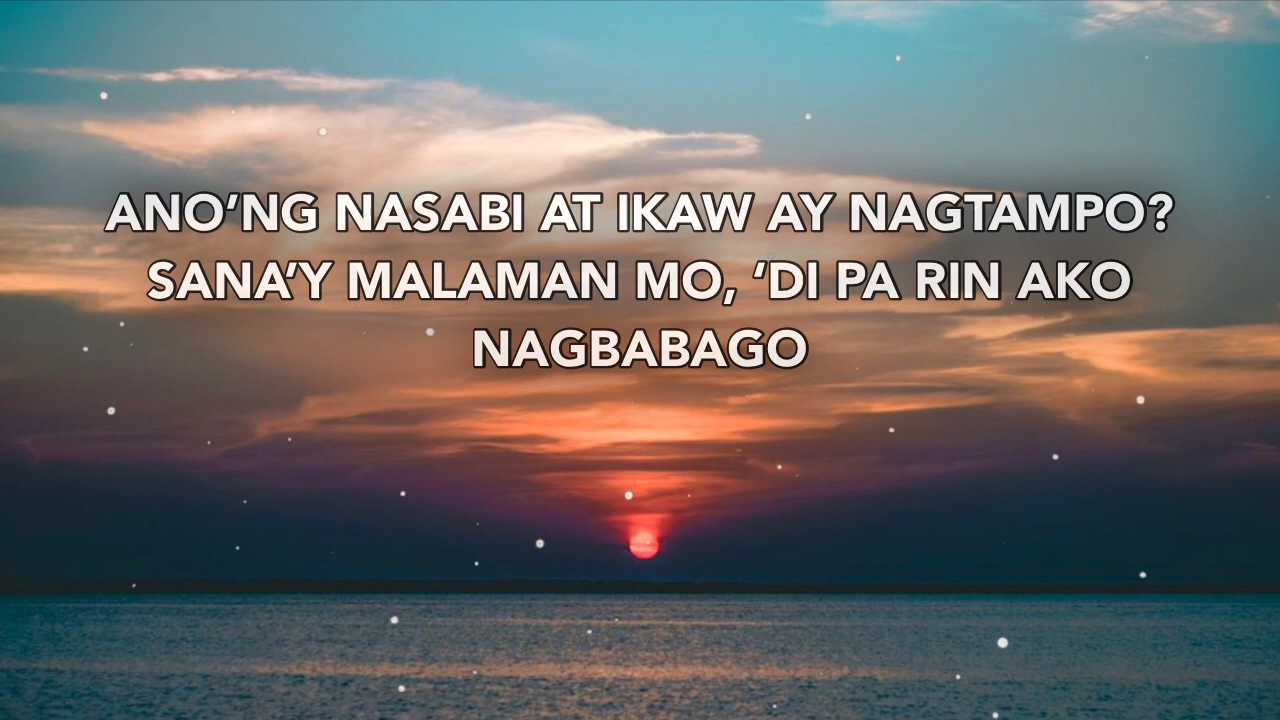 ANO’NG NASABI AT IKAW AY NAGTAMPO?
SANA’Y MALAMAN MO, ‘DI PA RIN AKO
NAGBABAGO